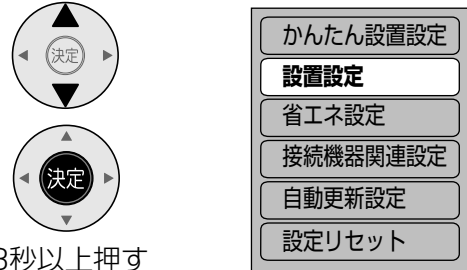 決定
決定
3秒以上押す
かんたん設置設定
設置設定
省エネ設定
接続機器関連設定
自動更新設定
設定リセット